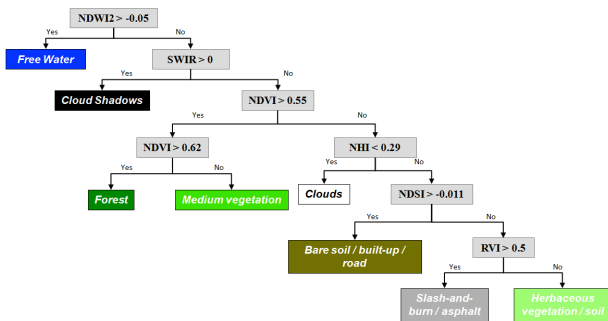 NDWI2 > -0.05
Yes
No
Free Water
SWIR > 0
Yes
No
Cloud Shadows
NDVI > 0.55
Yes
No
NDVI > 0.62
NHI < 0.29
Yes
No
Yes
No
Forest
Medium vegetation
Clouds
NDSI > -0.011
Yes
No
Bare soil / built-up /
road
RVI > 0.5
Yes
No
Slash-and-
burn / asphalt
Herbaceous
vegetation / soil